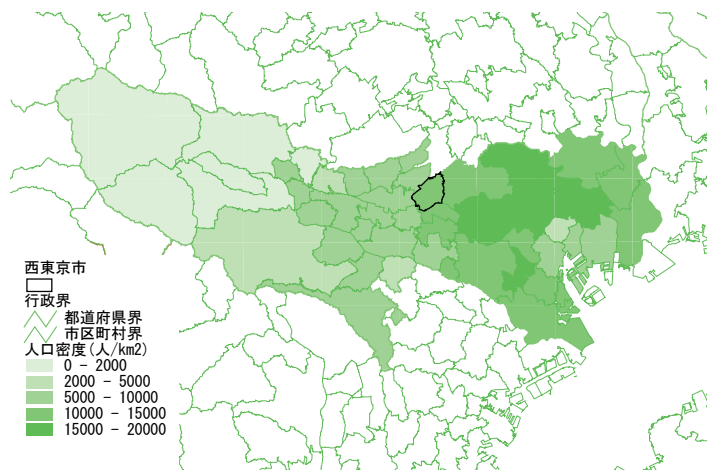 西東京市
行政界
都道府県界
市区町村界
人口密度(人/km2)
0 - 2000
2000 - 5000
5000 - 10000
10000 - 15000
15000 - 20000